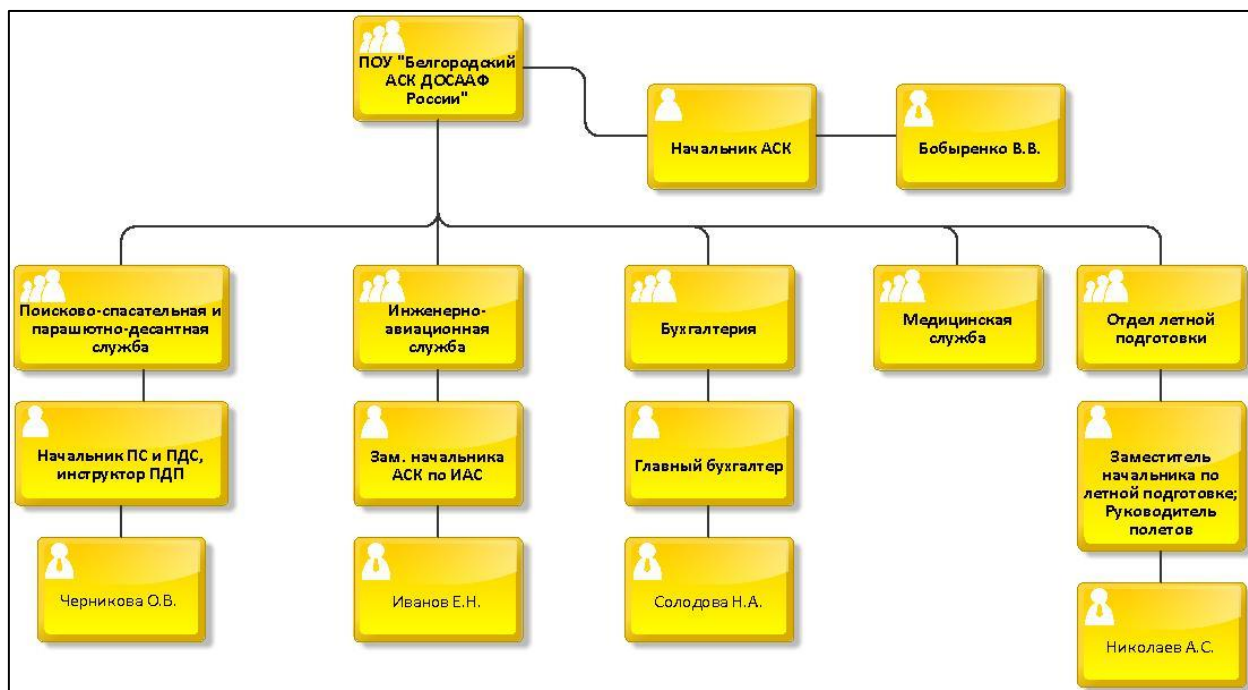 ПОУ "Белгородский
АСК ДОСААФ
России"
Начальник АСК
Бобыренко В.В.
Поисково-спасательная и
парашютно-десантная
служба
Инженерно-
авиационная
служба
Бухгалтерия
Медицинская
служба
Отдел летной
подготовки
Начальник ПС и ПДС,
инструктор ПДП
Зам. начальника
АСК по ИАС
Главный бухгалтер
Заместитель
начальника по
летной подготовке;
Руководитель
полетов
Черникова О.В.
Иванов Е.Н.
Солодова Н.А.
Николаев А.С.